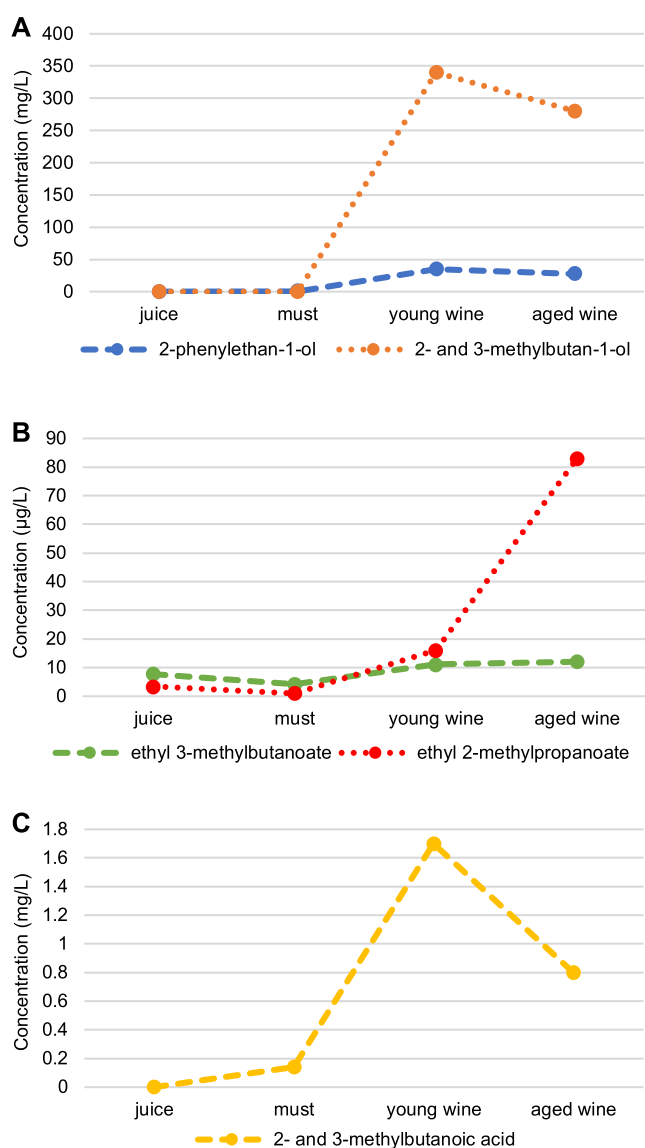 A
Concentration (mg/L)
400
350
300
250
200
150
100
50
0
juice must young wine aged wine
2-phenylethan-1-ol 2- and 3-methylbutan-1-ol
B
Concentration (µg/L)
90
80
70
60
50
40
30
20
10
0
juice must young wine aged wine
ethyl 3-methylbutanoate ethyl 2-methylpropanoate
C
Concentration (mg/L)
1.8
1.6
1.4
1.2
1
0.8
0.6
0.4
0.2
0
juice must young wine aged wine
2- and 3-methylbutanoic acid